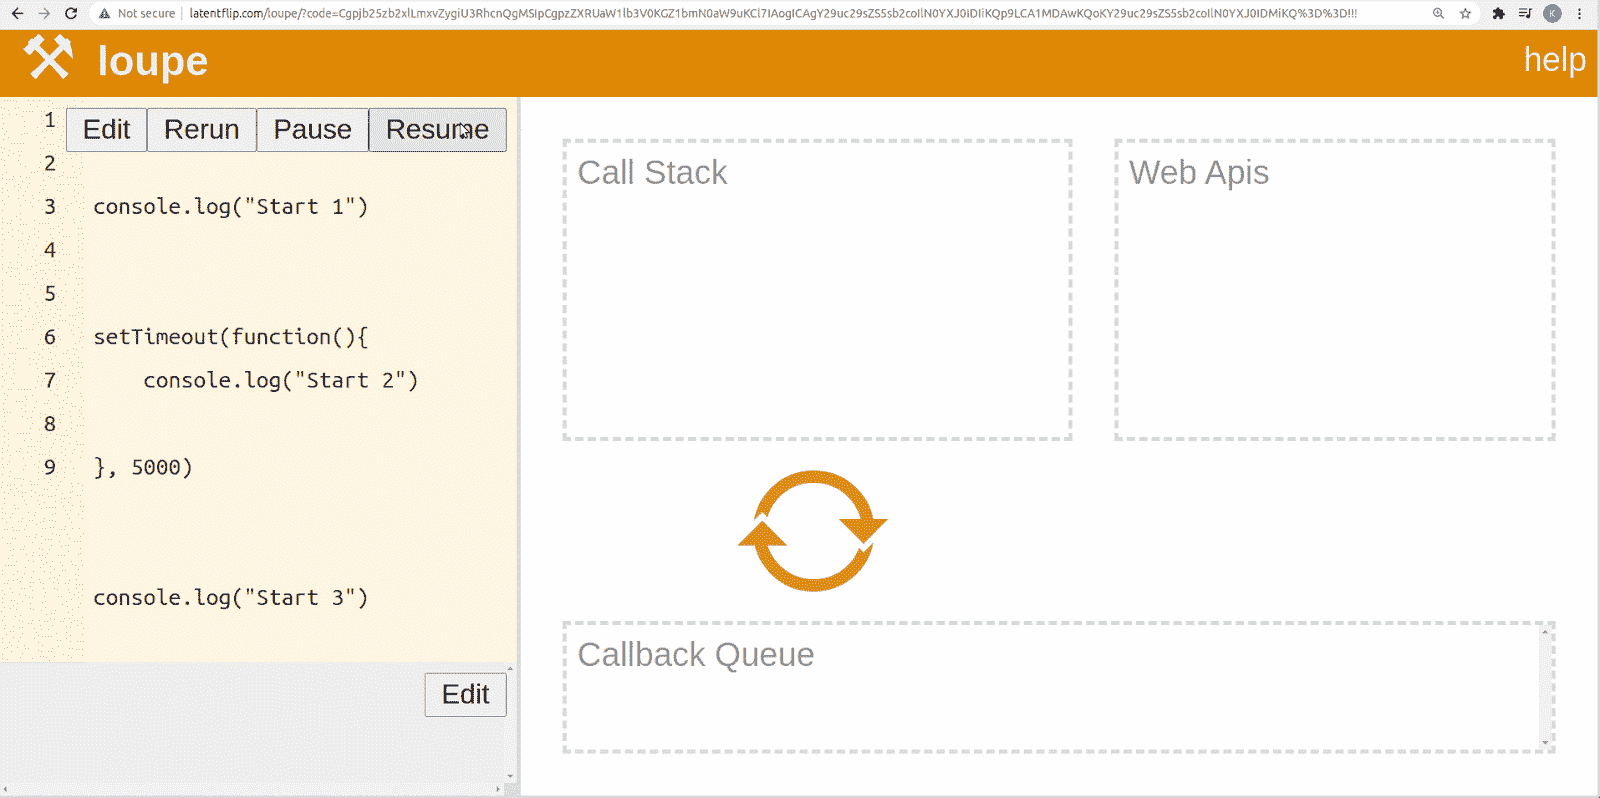 Not secure | latentflip.com/loupe/?code=Cgpjb25zb2xlLmxvZygiU3RhcnQgMSIpCgpzZXRUaW1lb3V0KGZ1bmN0aW9uKCl7IAogICAgY29uc29sZS5sb2coIlN0YXJ0IDIiKQp9LCA1MDAwKQoKY29uc29sZS5sb2coIlN0YXJ0IDMiKQ%3D%3D!!!
K
loupe
help
1
Edit Rerun Pause Resume
2
3 console.log("Start 1")
4
5
6 setTimeout(function(){
7 console.log("Start 2")
8
9 }, 5000)
console.log("Start 3")
Edit
Call Stack
Web Apis
Callback Queue